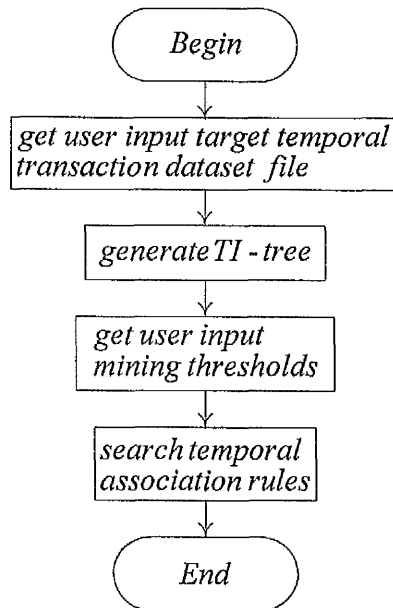 Begin
get user input target temporal
transaction dataset file
generate TI - tree
get user input
mining thresholds
search temporal
association rules
End